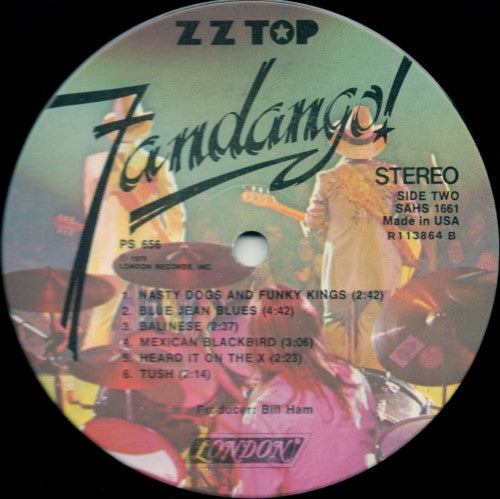 ZZ TOP
Fandango!
STEREO
SIDE TWO
SAHS 1661
Made in USA
R113864 B
PS 656
℗ 1975
LONDON RECORDS, INC.
1. NASTY DOGS AND FUNKY KINGS (2:42)
2. BLUE JEAN BLUES (4:42)
3. BALINESE (2:37)
4. MEXICAN BLACKBIRD (3:06)
5. HEARD IT ON THE X (2:23)
6. TUSH (2:14)
Producer: Bill Ham
LONDON